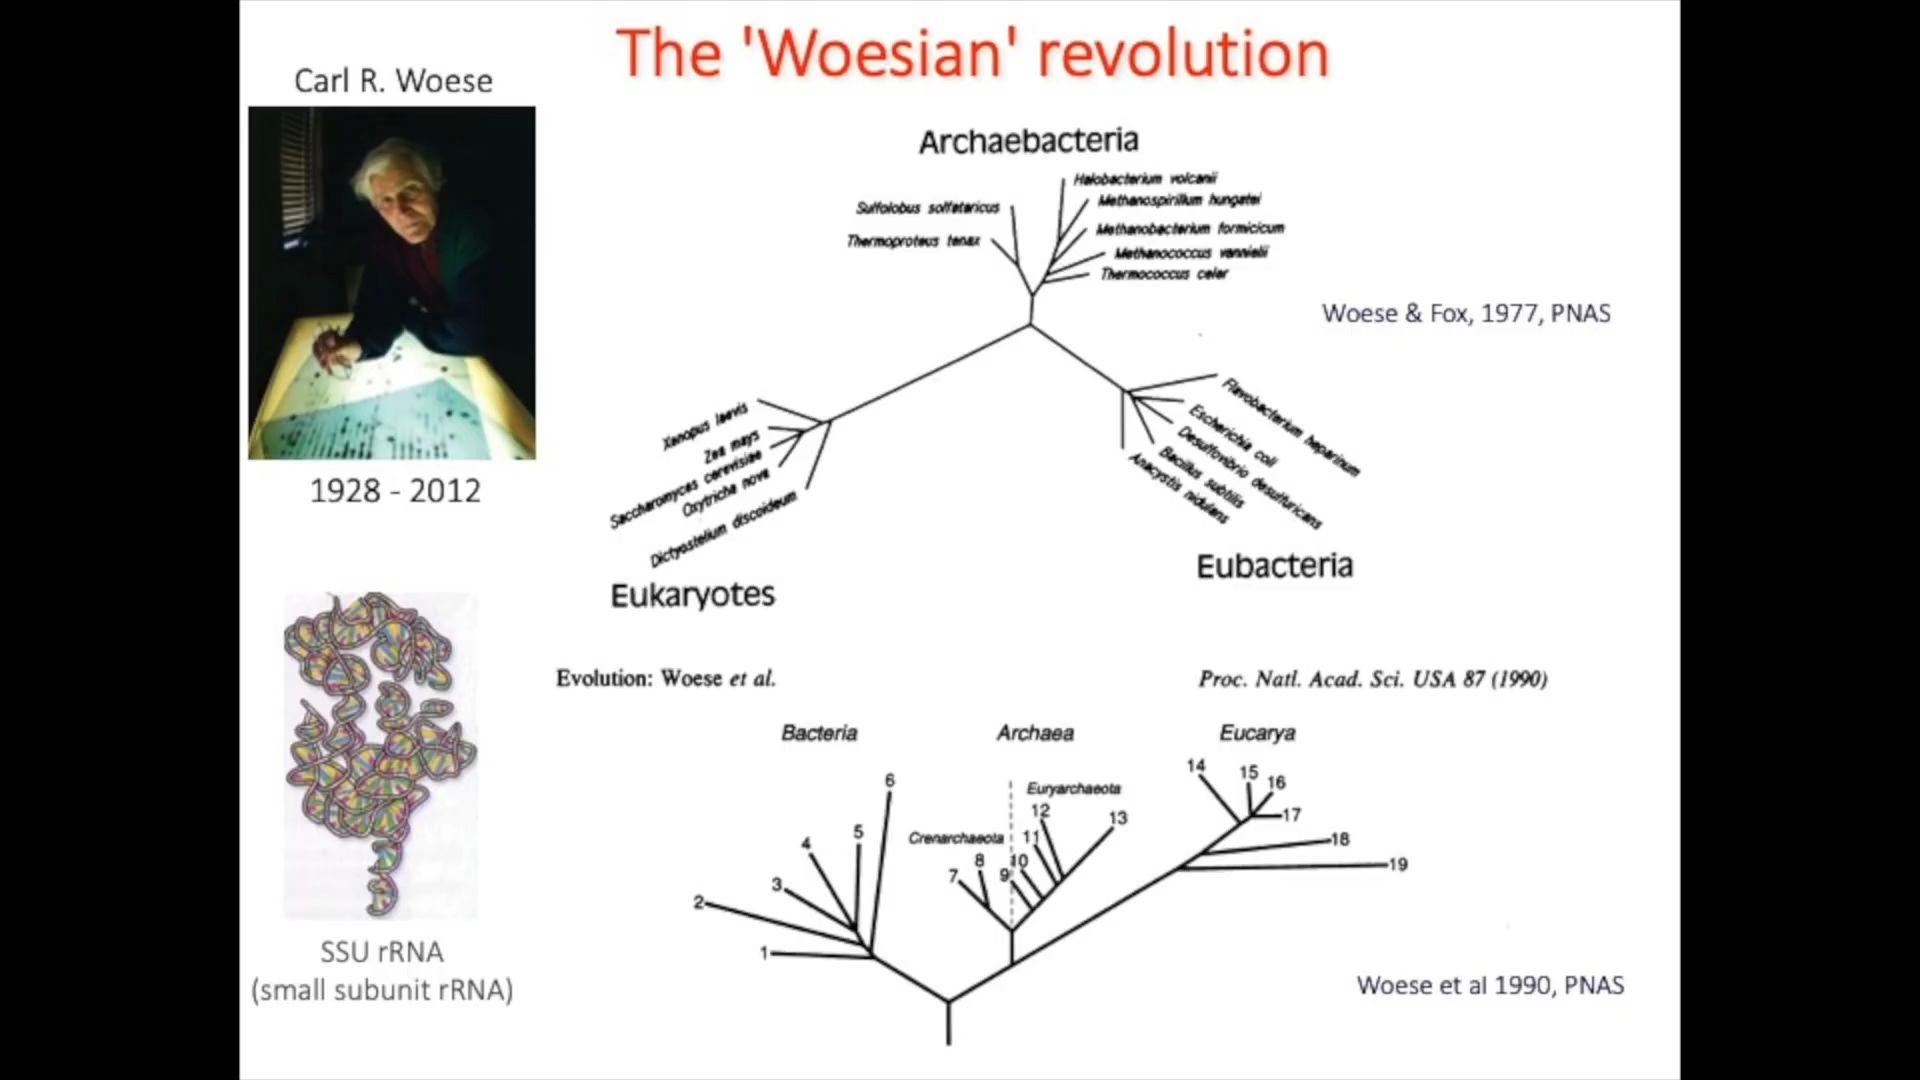 The 'Woesian' revolution
Carl R. Woese
1928 - 2012
SSU rRNA
(small subunit rRNA)
Archaebacteria
Halobacterium volcanii
Methanospirillum hungatei
Sulfolobus solfataricus
Methanobacterium formicicum
Thermoproteus tenax
Methanococcus vannielii
Thermococcus celer
Woese & Fox, 1977, PNAS
Xenopus laevis
Zea mays
Saccharomyces cerevisiae
Oxytricha nova
Dictyostelium discoideum
Eukaryotes
Flavobacterium heparinum
Escherichia coli
Desulfovibrio desulfuricans
Bacillus subtilis
Anacystis nidulans
Eubacteria
Evolution: Woese et al.
Proc. Natl. Acad. Sci. USA 87 (1990)
Bacteria
Archaea
Eucarya
1
2
3
4
5
6
Crenarchaeota
Euryarchaeota
7
8
9
10
11
12
13
14
15
16
17
18
19
Woese et al 1990, PNAS